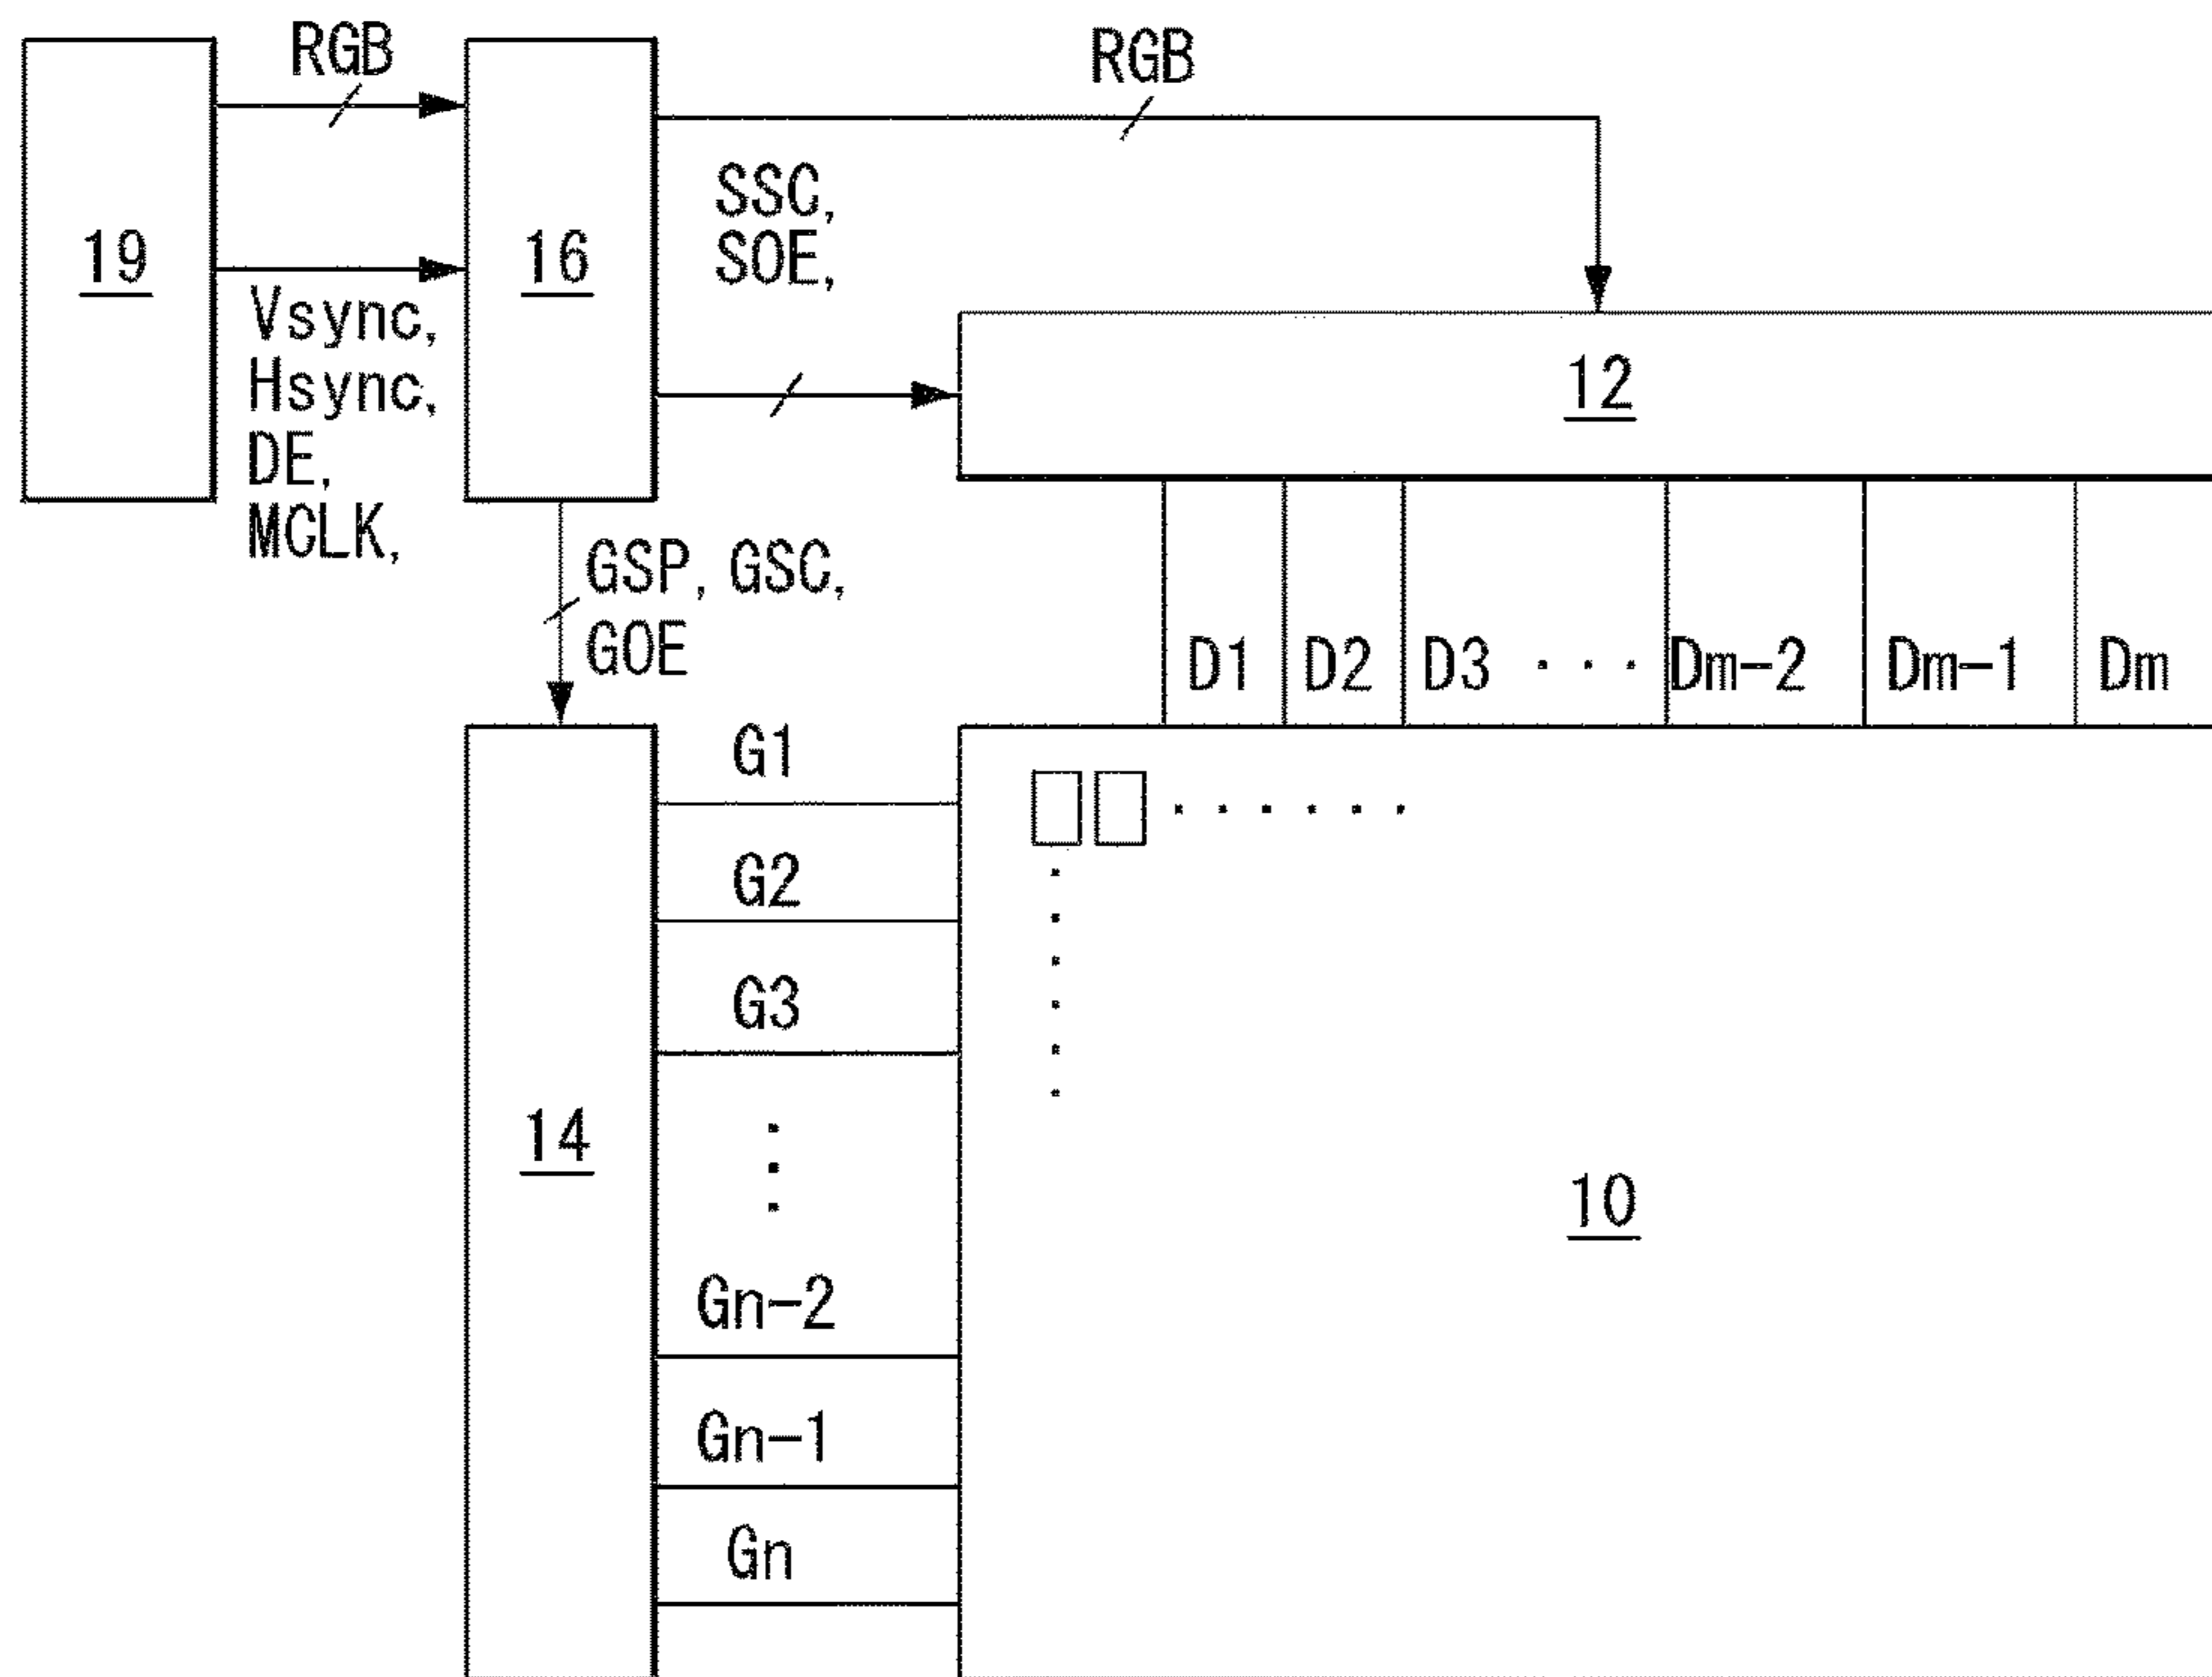 RGB
RGB
SSC,
SOE,
19
16
Vsync,
Hsync,
DE,
MCLK,
12
GSP, GSC,
GOE
D1 D2 D3 ··· Dm-2 Dm-1 Dm
G1
G2
G3
14
10
Gn-2
Gn-1
Gn